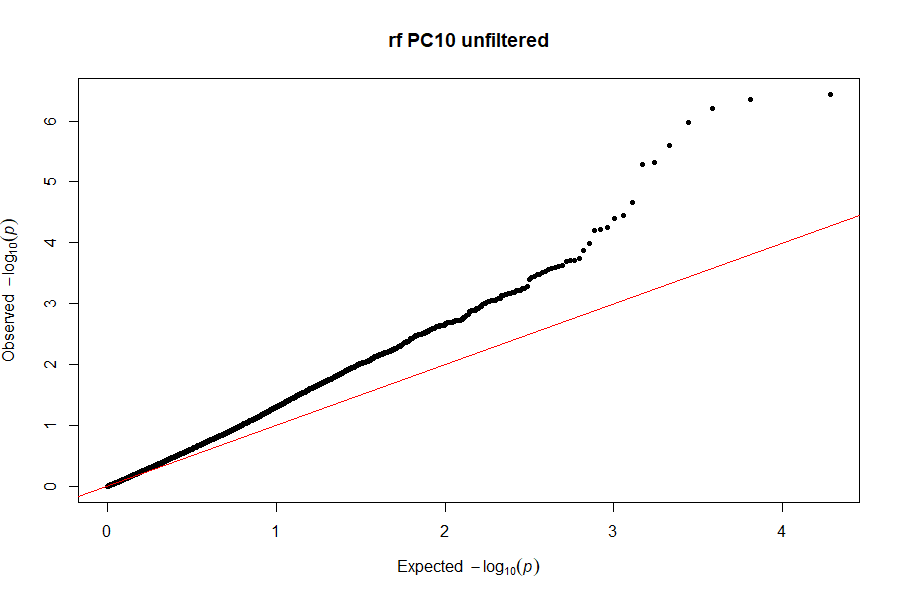 rf PC10 unfiltered
6
5
4
3
2
1
0
Observed −log10(p)
0 1 2 3 4
Expected −log10(p)